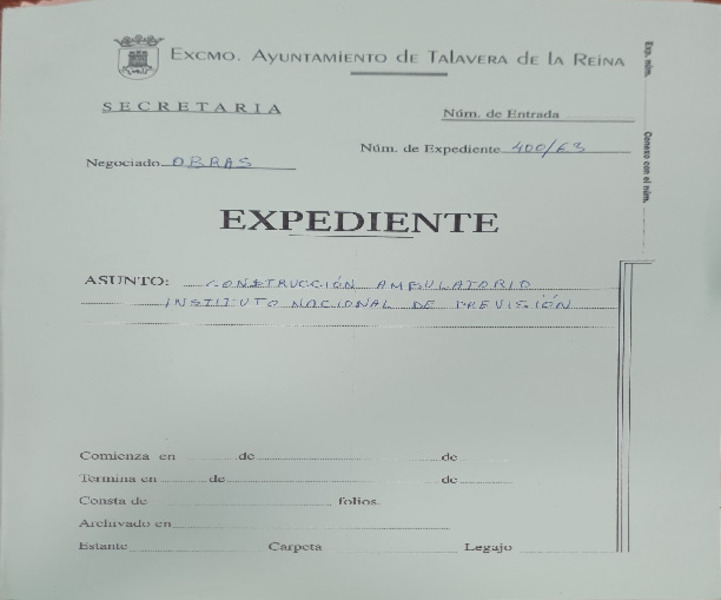 EXCMO. AYUNTAMIENTO DE TALAVERA DE LA REINA
SECRETARIA
Núm. de Entrada
Núm. de Expediente 400/63
Negociado OBRAS
EXPEDIENTE
ASUNTO: CONSTRUCCIÓN AMBULATORIO
INSTITUTO NACIONAL DE PREVISIÓN
Comienza en de de
Termina en de de
Consta de folios.
Archivado en
Estante Carpeta Legajo
Exp. núm.
Conexo con el núm.